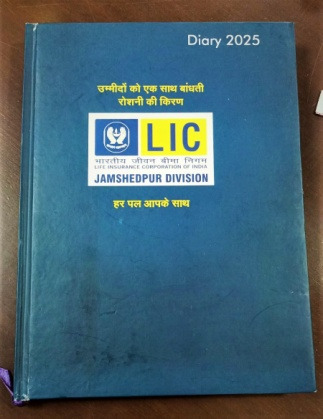 Diary 2025
उम्मीदों को एक साथ बांधती
रोशनी की किरण
LIC
भारतीय जीवन बीमा निगम
LIFE INSURANCE CORPORATION OF INDIA
JAMSHEDPUR DIVISION
हर पल आपके साथ